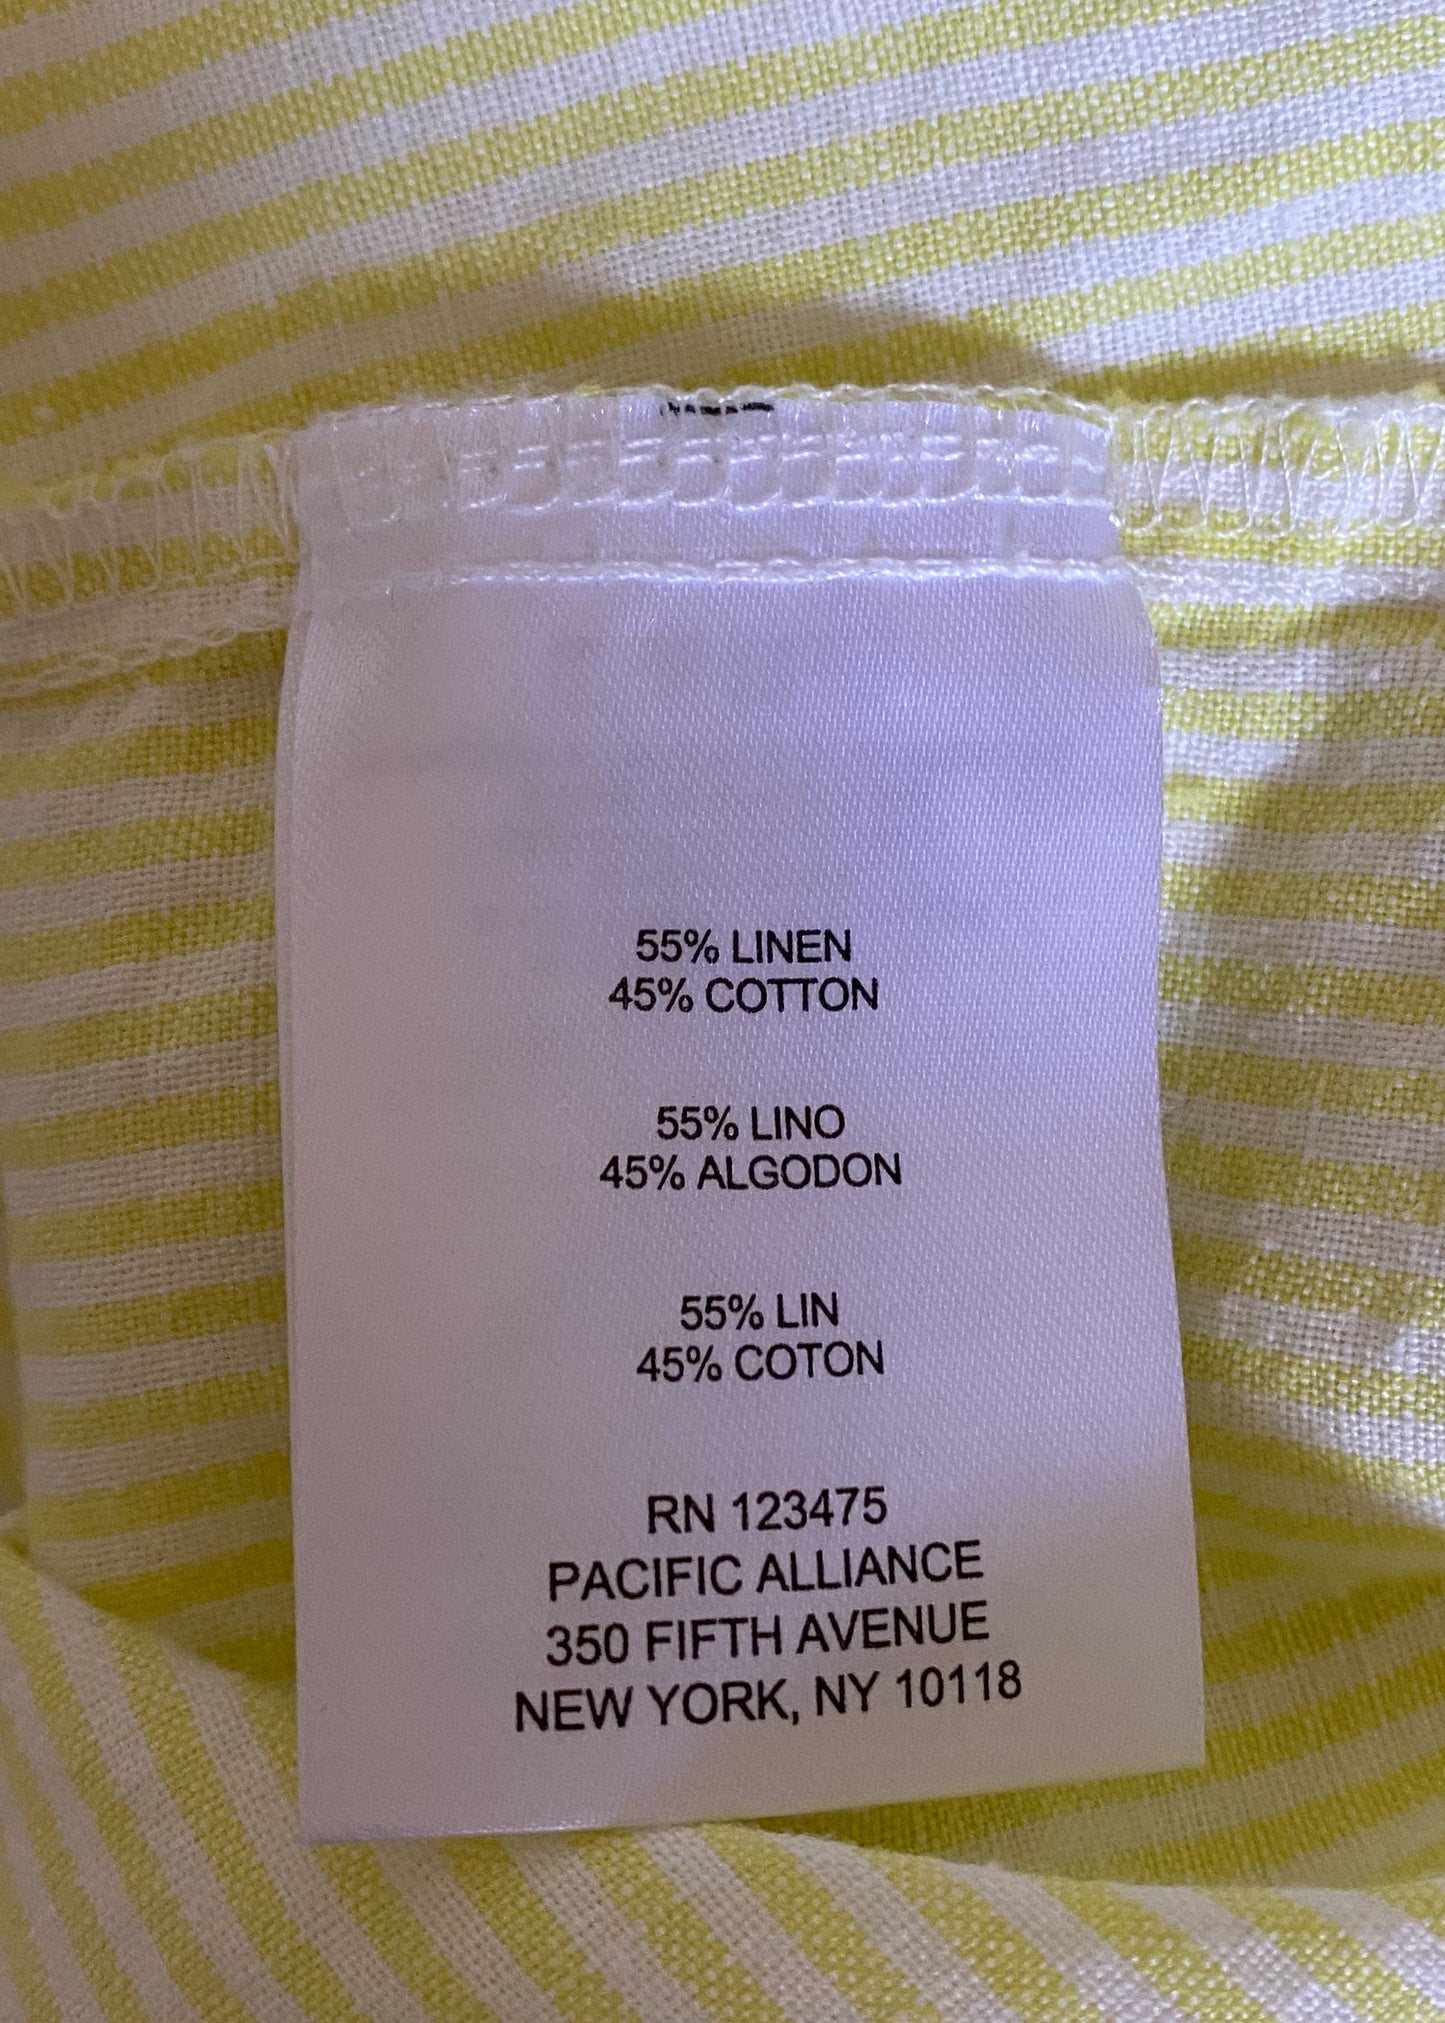 55% LINEN
45% COTTON
55% LINO
45% ALGODON
55% LIN
45% COTON
RN 123475
PACIFIC ALLIANCE
350 FIFTH AVENUE
NEW YORK, NY 10118